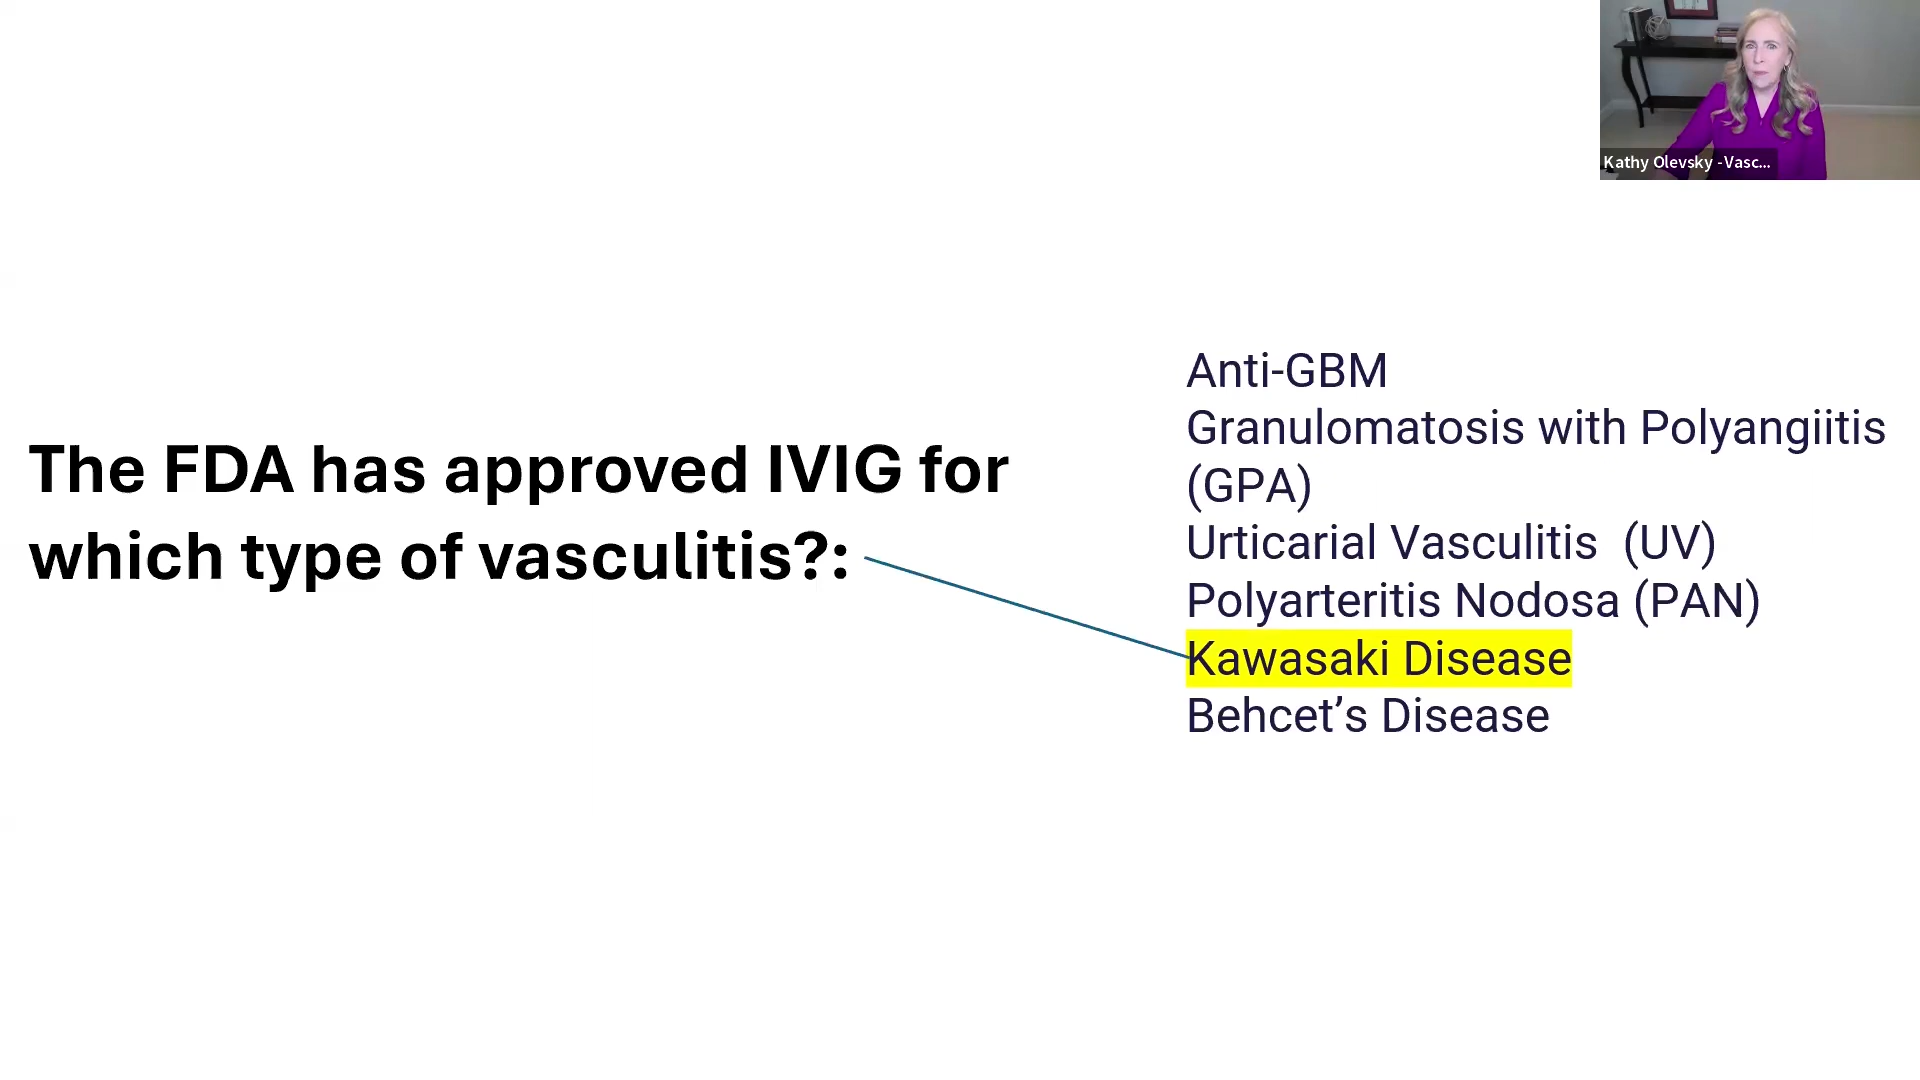 Kathy Olevsky -Vasc...
The FDA has approved IVIG for
which type of vasculitis?:
Anti-GBM
Granulomatosis with Polyangiitis
(GPA)
Urticarial Vasculitis  (UV)
Polyarteritis Nodosa (PAN)
Kawasaki Disease
Behcet’s Disease